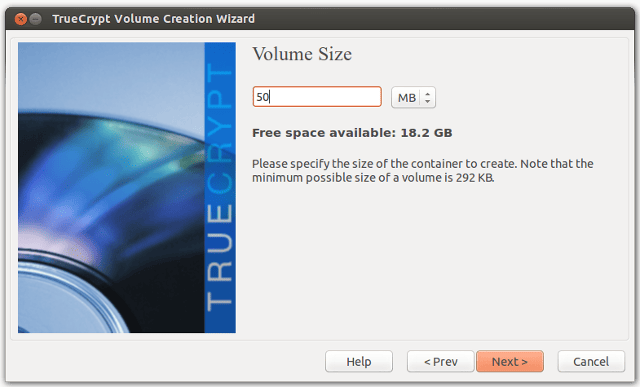 TrueCrypt Volume Creation Wizard
TRUECRYPT
Volume Size
50
MB
Free space available: 18.2 GB
Please specify the size of the container to create. Note that the
minimum possible size of a volume is 292 KB.
Help
< Prev
Next >
Cancel